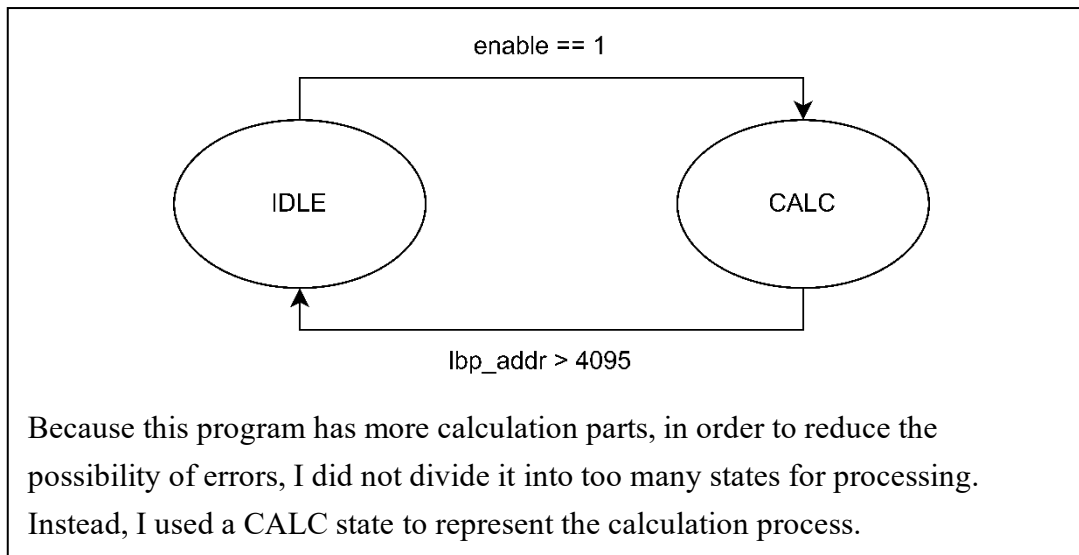 enable == 1
IDLE
CALC
lbp_addr > 4095
Because this program has more calculation parts, in order to reduce the
possibility of errors, I did not divide it into too many states for processing.
Instead, I used a CALC state to represent the calculation process.